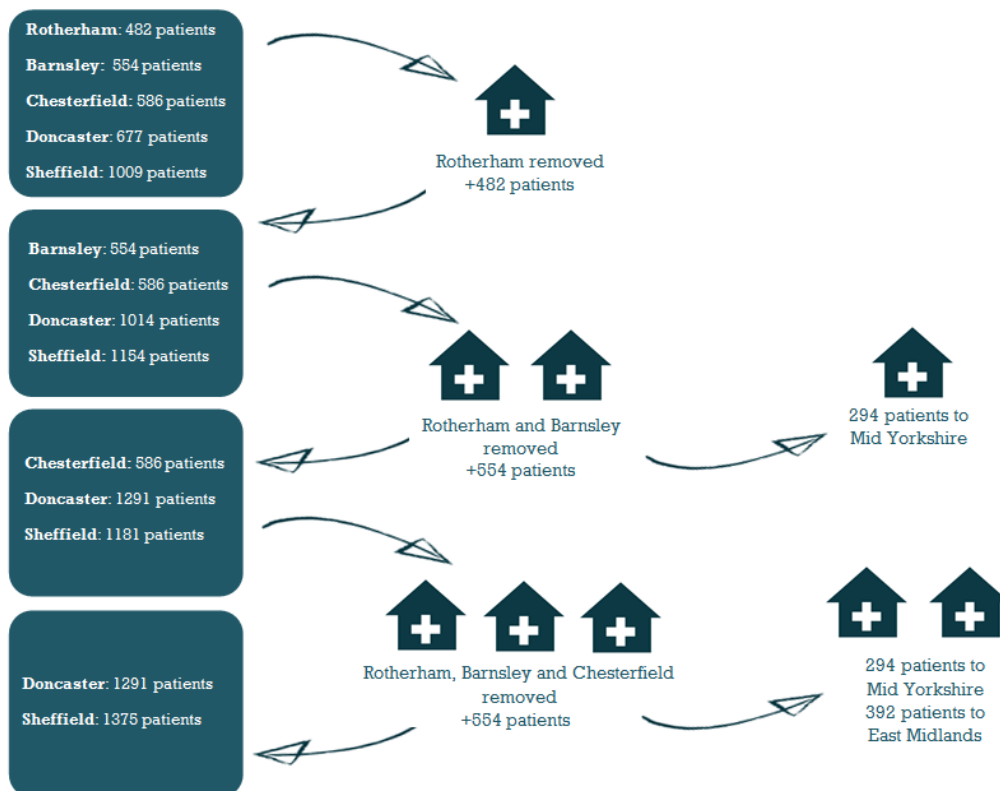 Rotherham: 482 patients
Barnsley: 554 patients
Chesterfield: 586 patients
Doncaster: 677 patients
Sheffield: 1009 patients
Rotherham removed
+482 patients
Barnsley: 554 patients
Chesterfield: 586 patients
Doncaster: 1014 patients
Sheffield: 1154 patients
Rotherham and Barnsley
removed
+554 patients
294 patients to
Mid Yorkshire
Chesterfield: 586 patients
Doncaster: 1291 patients
Sheffield: 1181 patients
Rotherham, Barnsley and Chesterfield
removed
+554 patients
294 patients to
Mid Yorkshire
392 patients to
East Midlands
Doncaster: 1291 patients
Sheffield: 1375 patients